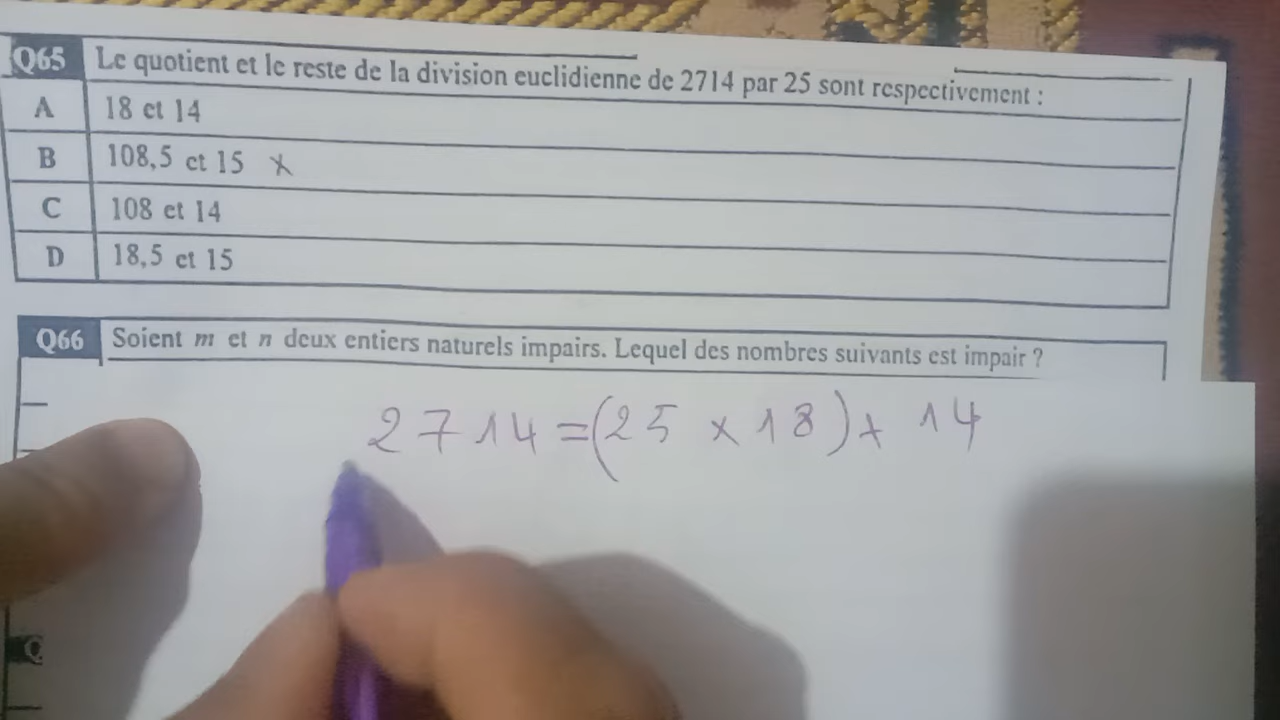 Q65 Le quotient et le reste de la division euclidienne de 2714 par 25 sont respectivement :
A 18 et 14
B 108,5 et 15 x
C 108 et 14
D 18,5 et 15
Q66 Soient m et n deux entiers naturels impairs. Lequel des nombres suivants est impair ?
2714=(25 x 18)+ 14